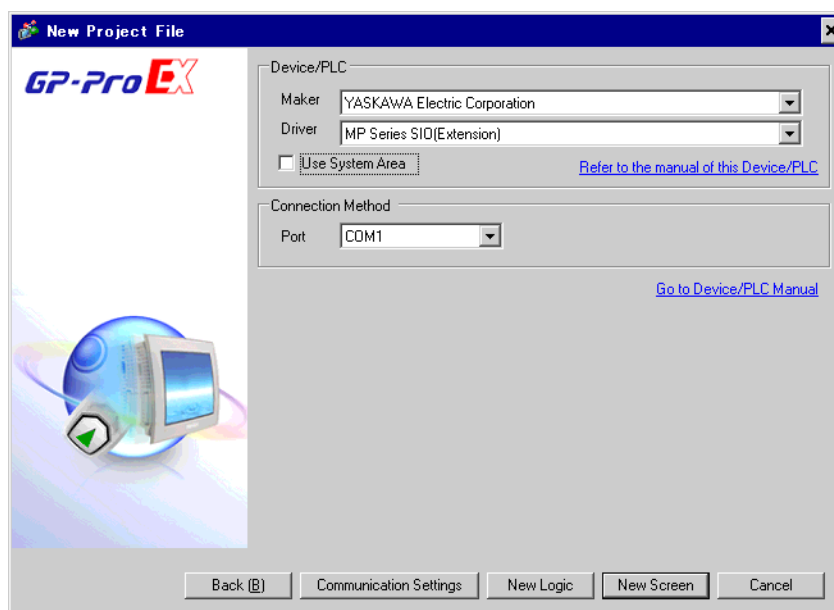 New Project File
GP-Pro EX
Device/PLC
Maker YASKAWA Electric Corporation
Driver MP Series SIO(Extension)
Use System Area Refer to the manual of this Device/PLC
Connection Method
Port COM1
Go to Device/PLC Manual
Back (B) Communication Settings New Logic New Screen Cancel